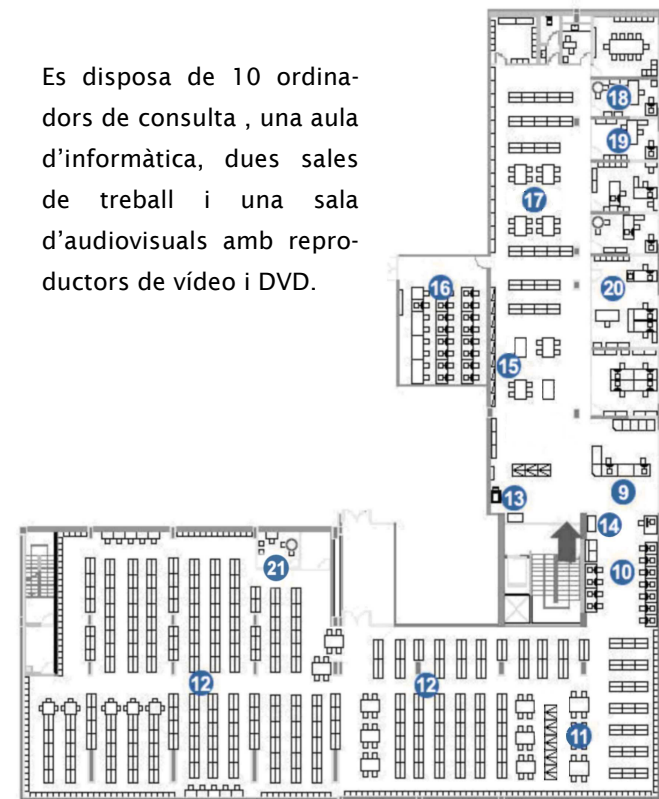 Es disposa de 10 ordina-
dors de consulta , una aula
d'informàtica, dues sales
de treball i una sala
d'audiovisuals amb repro-
ductors de vídeo i DVD.
18
19
17
20
16
15
9
13
14
10
21
12
12
11